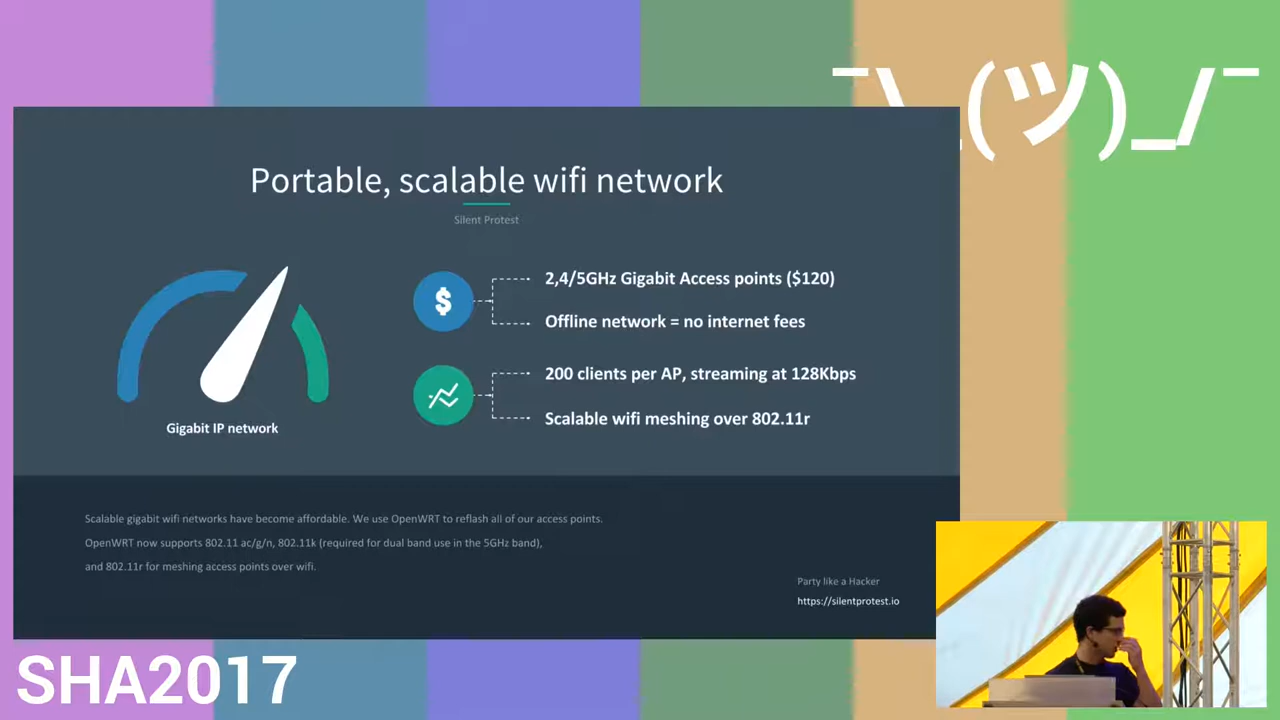 ¯\_(ツ)_/¯
Portable, scalable wifi network
Silent Protest
2,4/5GHz Gigabit Access points ($120)
Offline network = no internet fees
200 clients per AP, streaming at 128Kbps
Scalable wifi meshing over 802.11r
Gigabit IP network
Scalable gigabit wifi networks have become affordable. We use OpenWRT to reflash all of our access points.
OpenWRT now supports 802.11 ac/g/n, 802.11k (required for dual band use in the 5GHz band),
and 802.11r for meshing access points over wifi.
Party like a Hacker
https://silentprotest.io
SHA2017